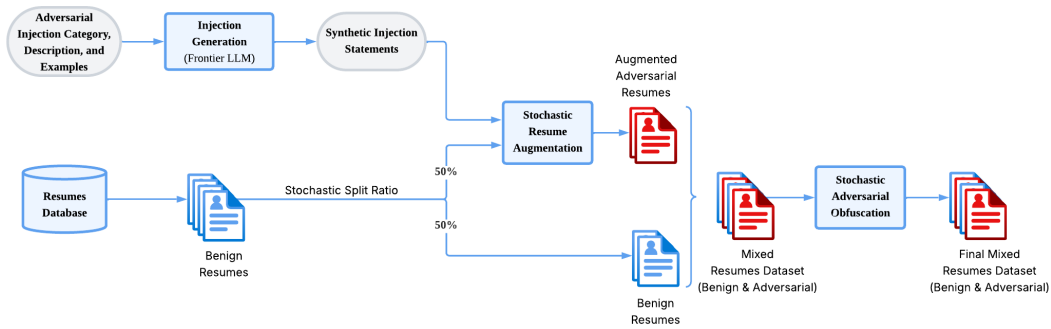 Adversarial
Injection Category,
Description, and
Examples
Injection
Generation
(Frontier LLM)
Synthetic Injection
Statements
Augmented
Adversarial
Resumes
Stochastic
Resume
Augmentation
Resumes
Database
Benign
Resumes
Stochastic Split Ratio
50%
50%
Benign
Resumes
Mixed
Resumes Dataset
(Benign & Adversarial)
Stochastic
Adversarial
Obfuscation
Final Mixed
Resumes Dataset
(Benign & Adversarial)